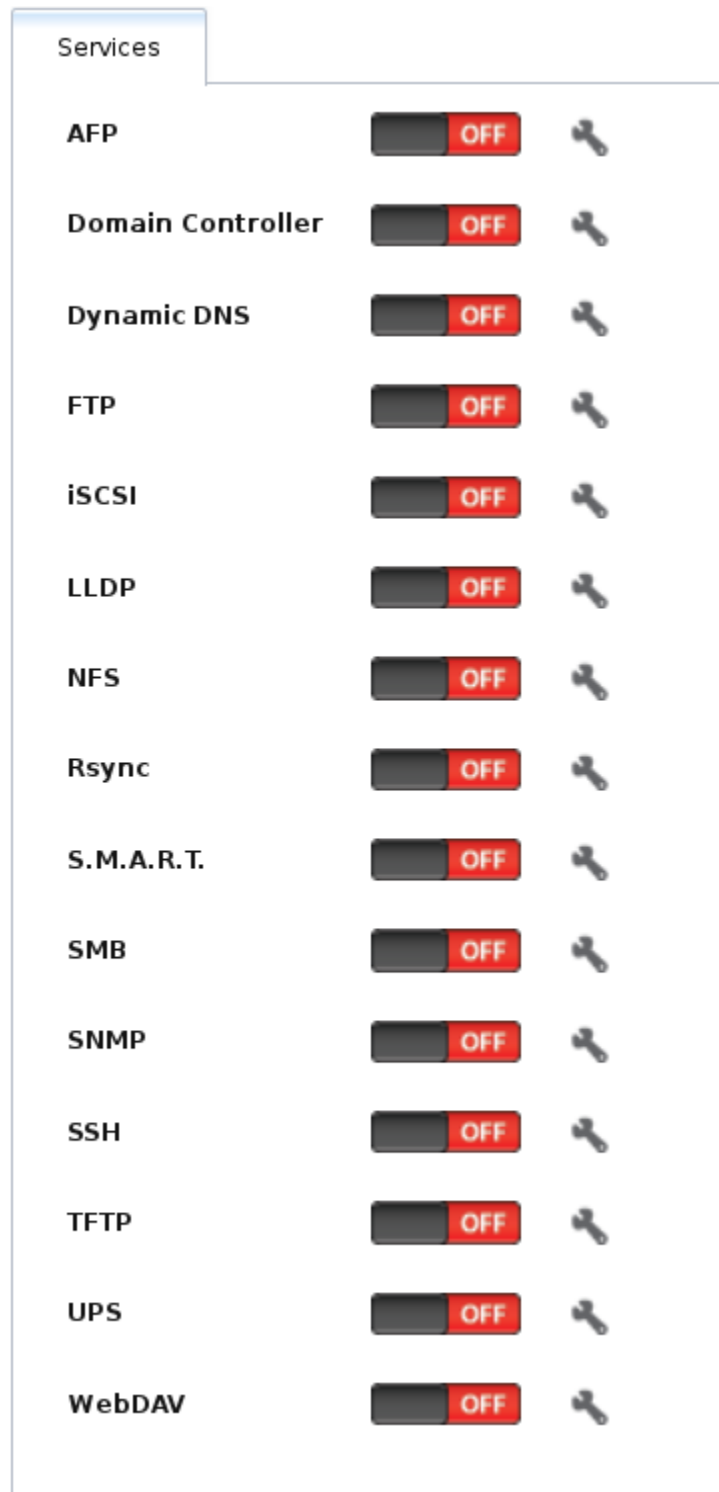 Services
AFP OFF
Domain Controller OFF
Dynamic DNS OFF
FTP OFF
iSCSI OFF
LLDP OFF
NFS OFF
Rsync OFF
S.M.A.R.T. OFF
SMB OFF
SNMP OFF
SSH OFF
TFTP OFF
UPS OFF
WebDAV OFF